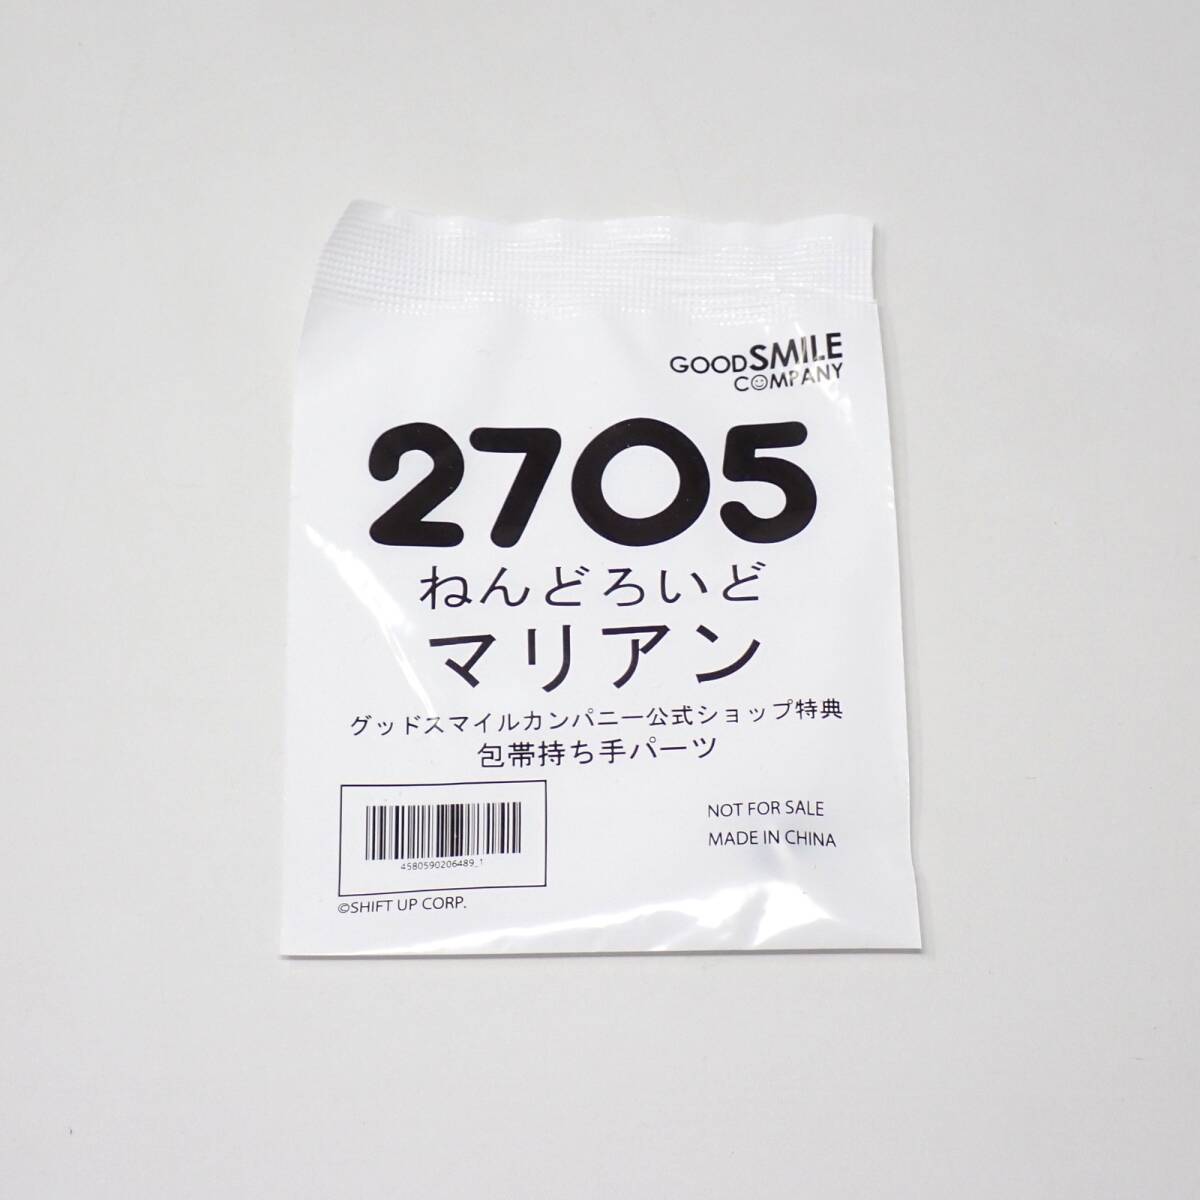 GOODSMILE
COMPANY
2705
ねんどろいど
マリアン
グッドスマイルカンパニー公式ショップ特典
包帯持ち手パーツ
4580590206489_1
NOT FOR SALE
MADE IN CHINA
©SHIFT UP CORP.